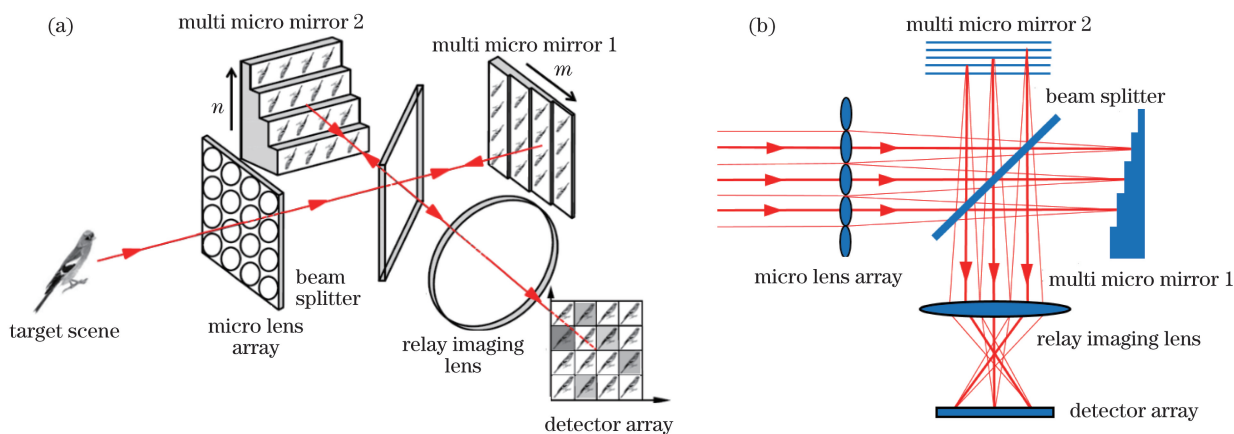 (a)
multi micro mirror 2
multi micro mirror 1
m
n
target scene
micro lens
array
beam
splitter
relay imaging
lens
detector array
(b)
multi micro mirror 2
beam splitter
micro lens array
multi micro mirror 1
relay imaging lens
detector array